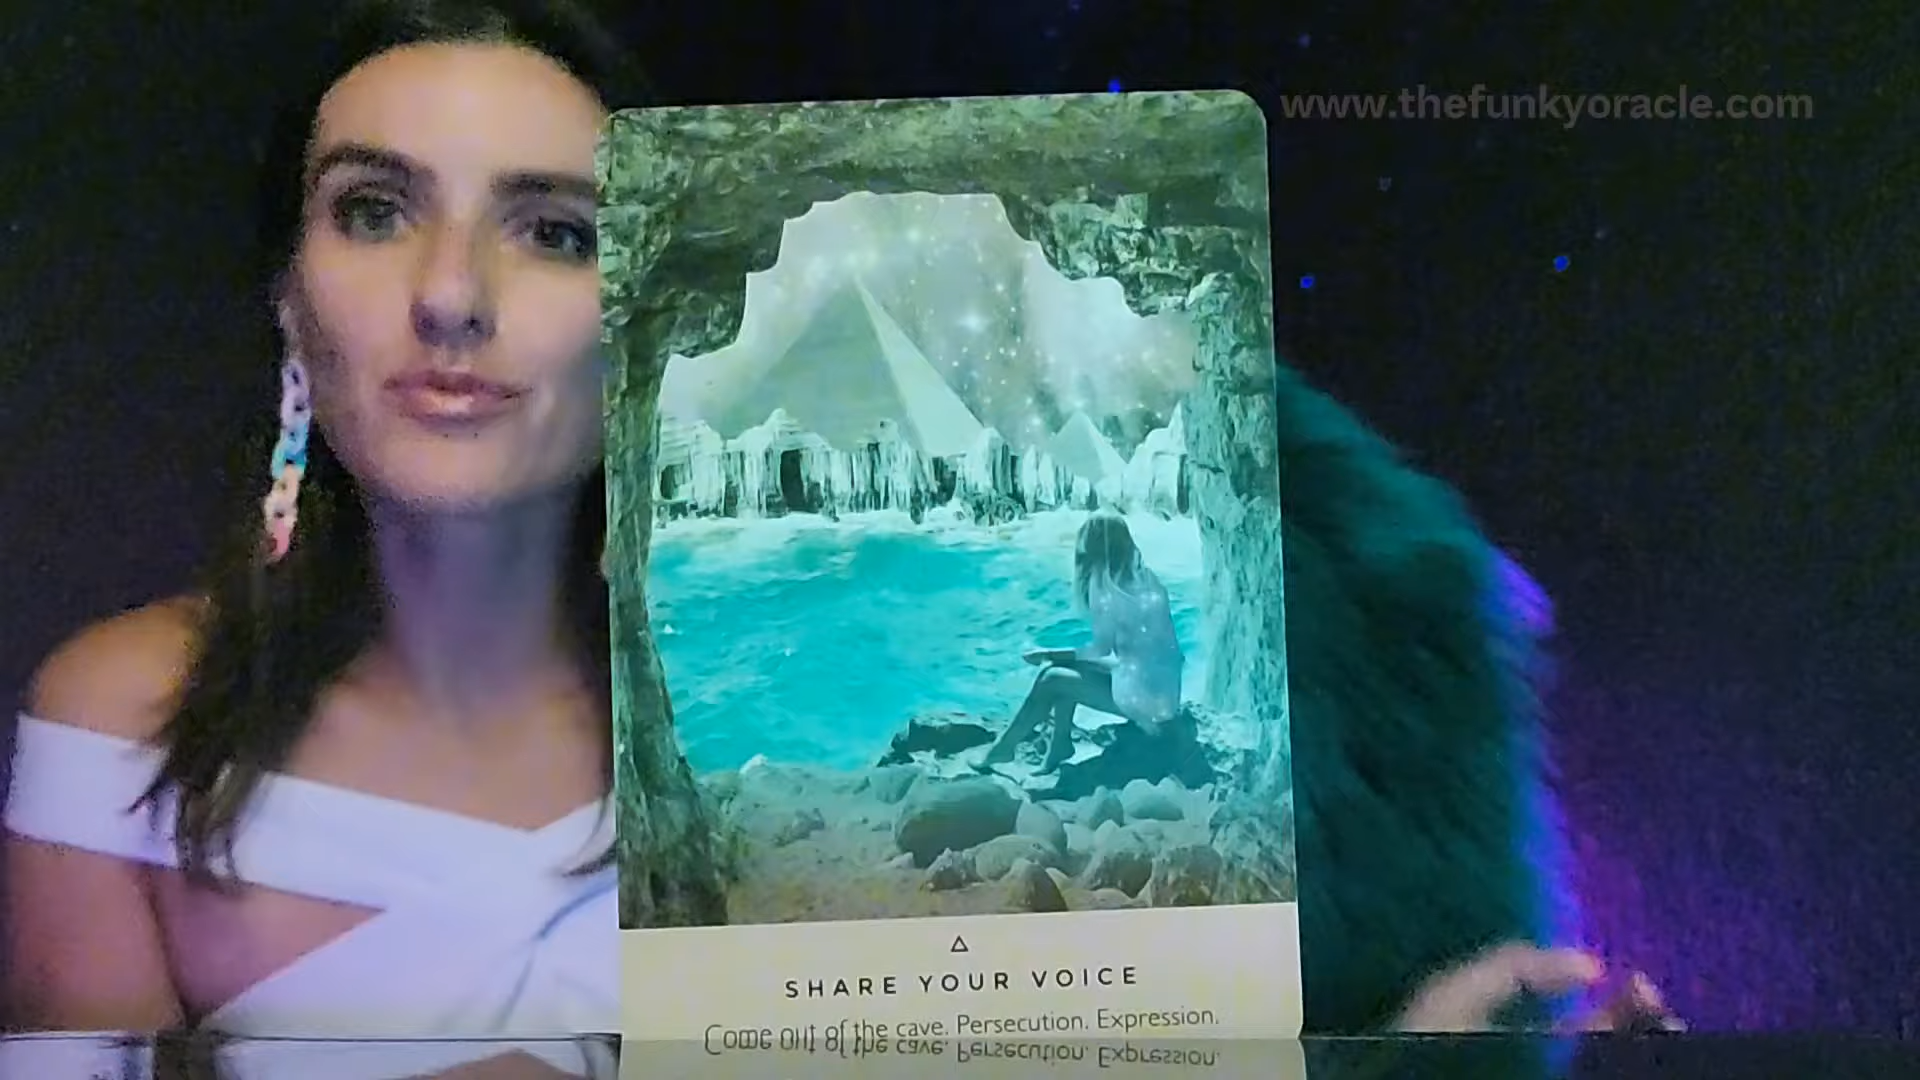 www.thefunkyoracle.com
SHARE YOUR VOICE
Come out of the cave. Persecution. Expression.